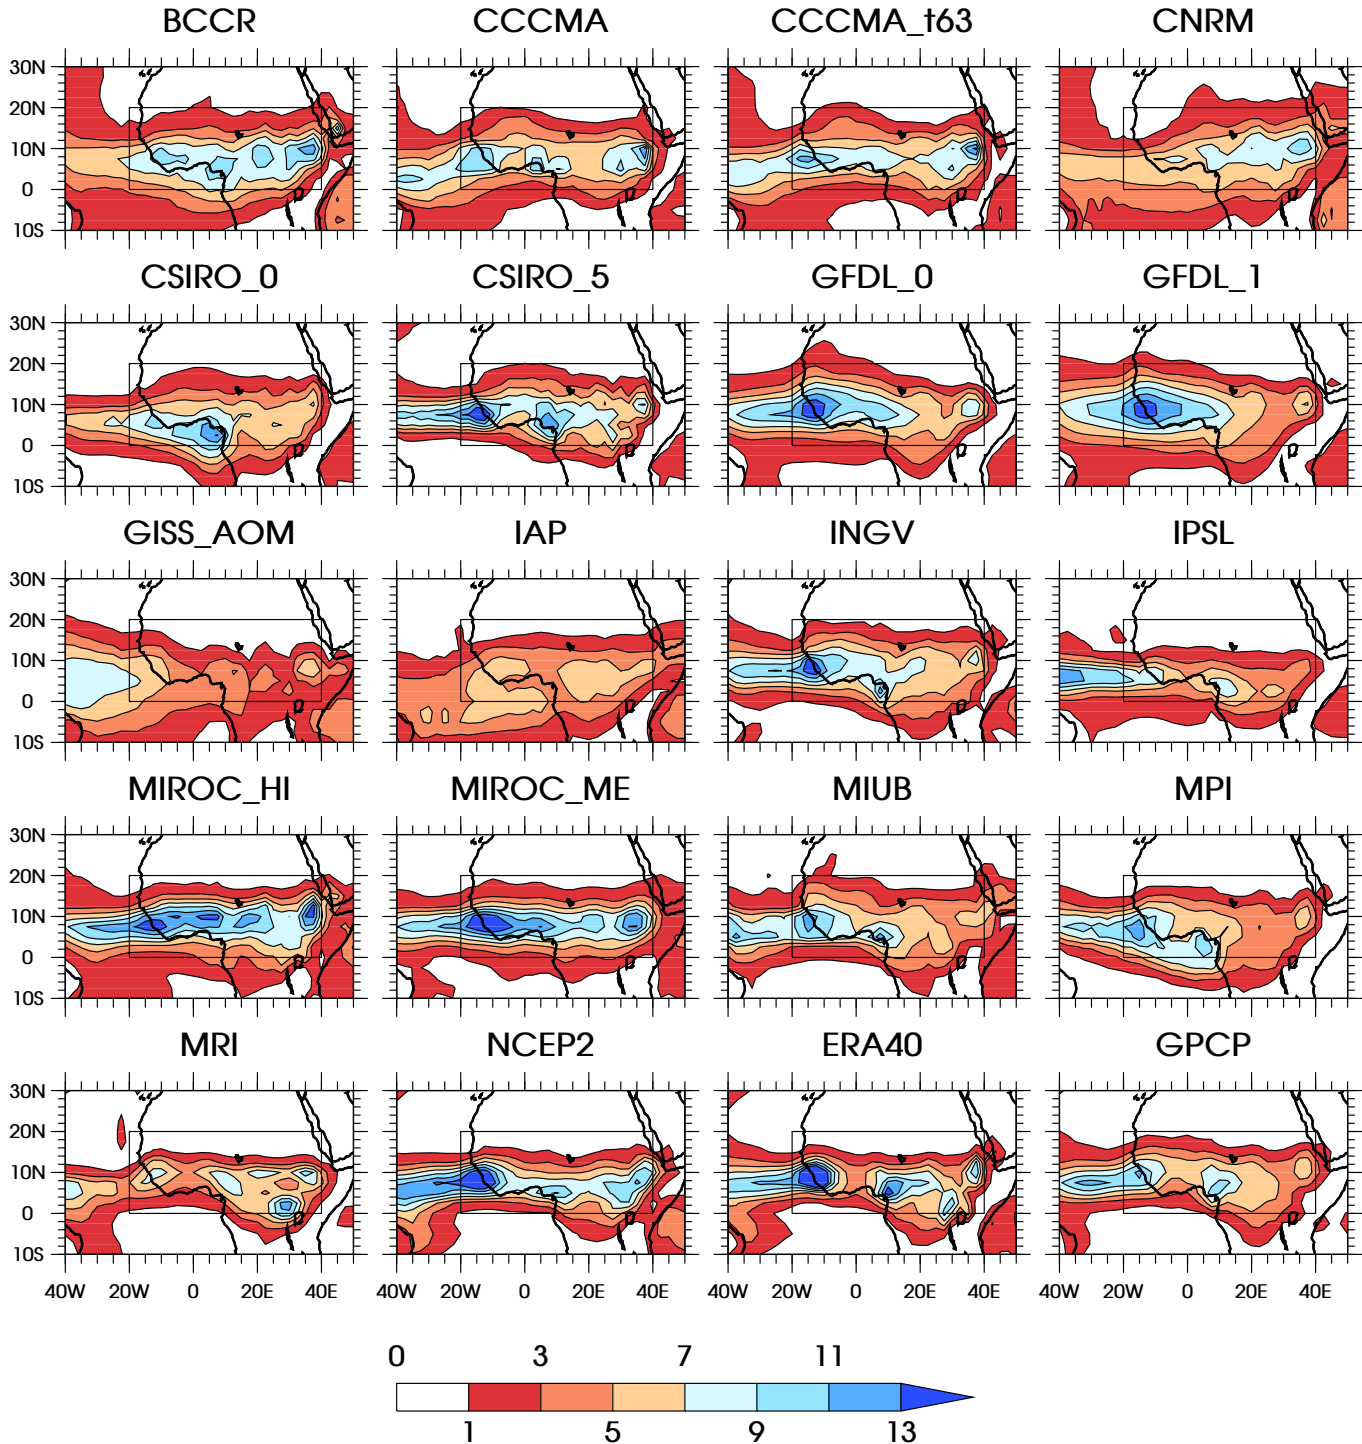 BCCR CCCMA CCCMA_t63 CNRM
30N
20N
10N
0
10S
CSIRO_0 CSIRO_5 GFDL_0 GFDL_1
30N
20N
10N
0
10S
GISS_AOM IAP INGV IPSL
30N
20N
10N
0
10S
MIROC_HI MIROC_ME MIUB MPI
30N
20N
10N
0
10S
MRI NCEP2 ERA40 GPCP
30N
20N
10N
0
10S
40W 20W 0 20E 40E 40W 20W 0 20E 40E 40W 20W 0 20E 40E 40W 20W 0 20E 40E
0 3 7 11
1 5 9 13